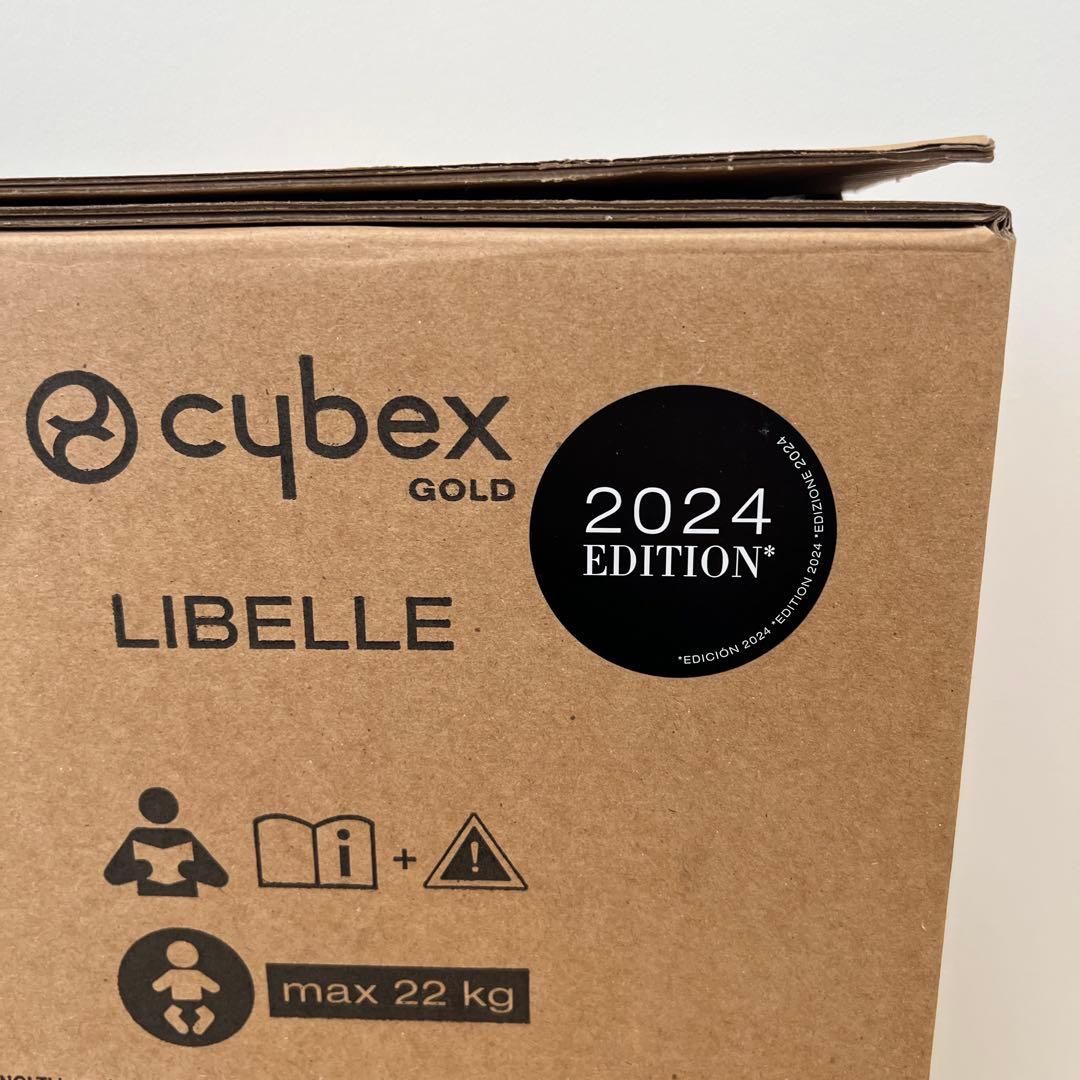 cybex
GOLD
2024
EDITION*
*EDICIÓN 2024 *EDITION 2024 *EDIZIONE 2024
LIBELLE
i
+
!
max 22 kg